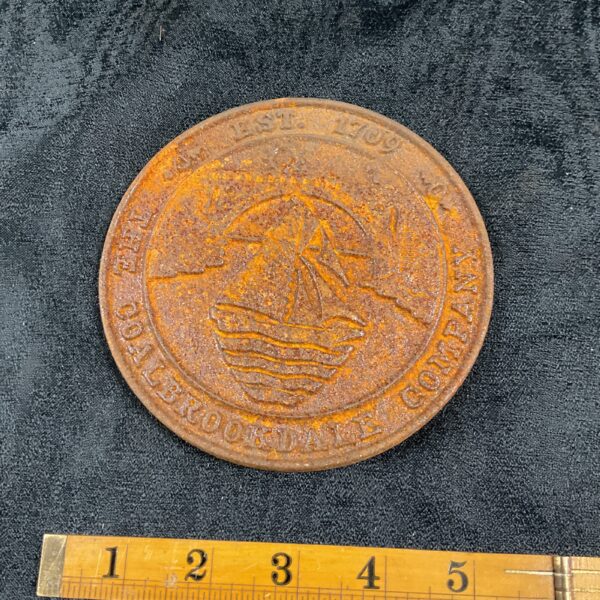 EST. 1709
THE COALBROOKDALE COMPANY
1 2 3 4 5